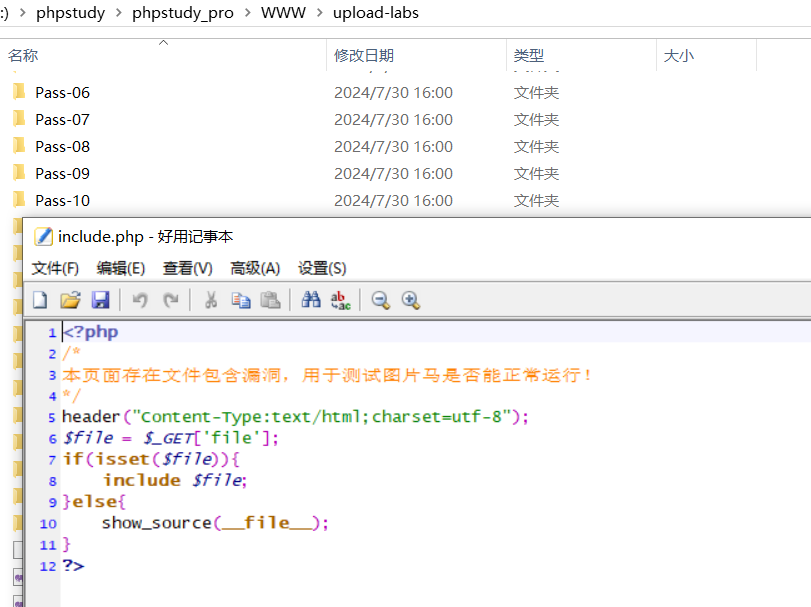 :) > phpstudy > phpstudy_pro > WWW > upload-labs
名称 修改日期 类型 大小
Pass-06 2024/7/30 16:00 文件夹
Pass-07 2024/7/30 16:00 文件夹
Pass-08 2024/7/30 16:00 文件夹
Pass-09 2024/7/30 16:00 文件夹
Pass-10 2024/7/30 16:00 文件夹
include.php - 好用记事本
文件(F) 编辑(E) 查看(V) 高级(A) 设置(S)
1 <?php
2 /*
3 本页面存在文件包含漏洞，用于测试图片马是否能正常运行！
4 */
5 header("Content-Type:text/html;charset=utf-8");
6 $file = $_GET['file'];
7 if(isset($file)){
8 include $file;
9 }else{
10 show_source(__file__);
11 }
12 ?>